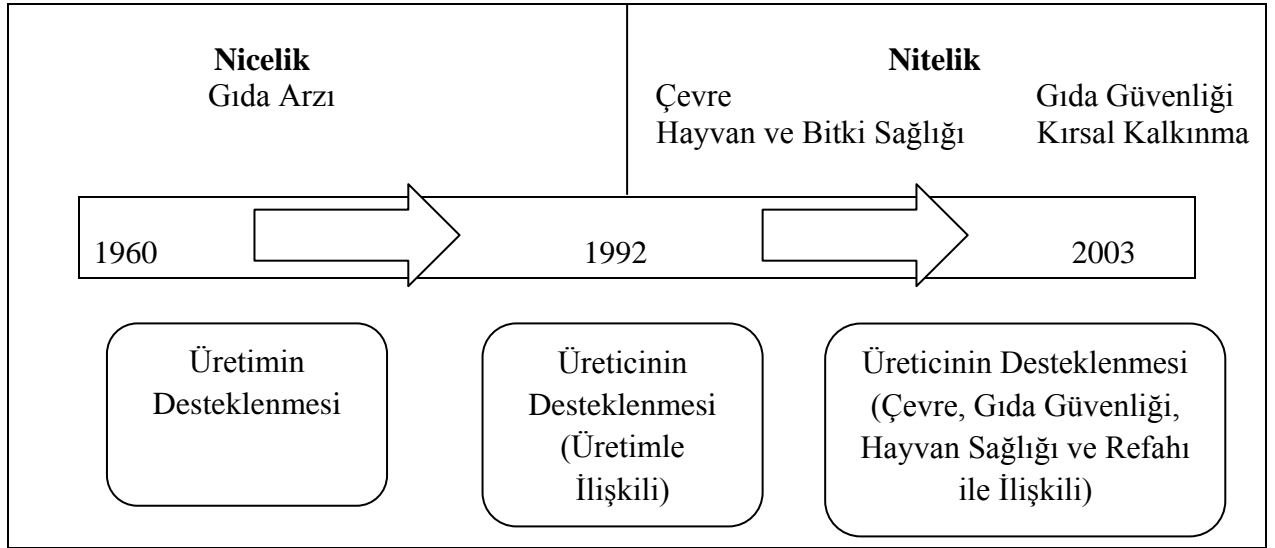 Nicelik
Gıda Arzı
Nitelik
Çevre
Hayvan ve Bitki Sağlığı
Gıda Güvenliği
Kırsal Kalkınma
1960
1992
2003
Üretimin
Desteklenmesi
Üreticinin
Desteklenmesi
(Üretimle
İlişkili)
Üreticinin Desteklenmesi
(Çevre, Gıda Güvenliği,
Hayvan Sağlığı ve Refahı
ile İlişkili)